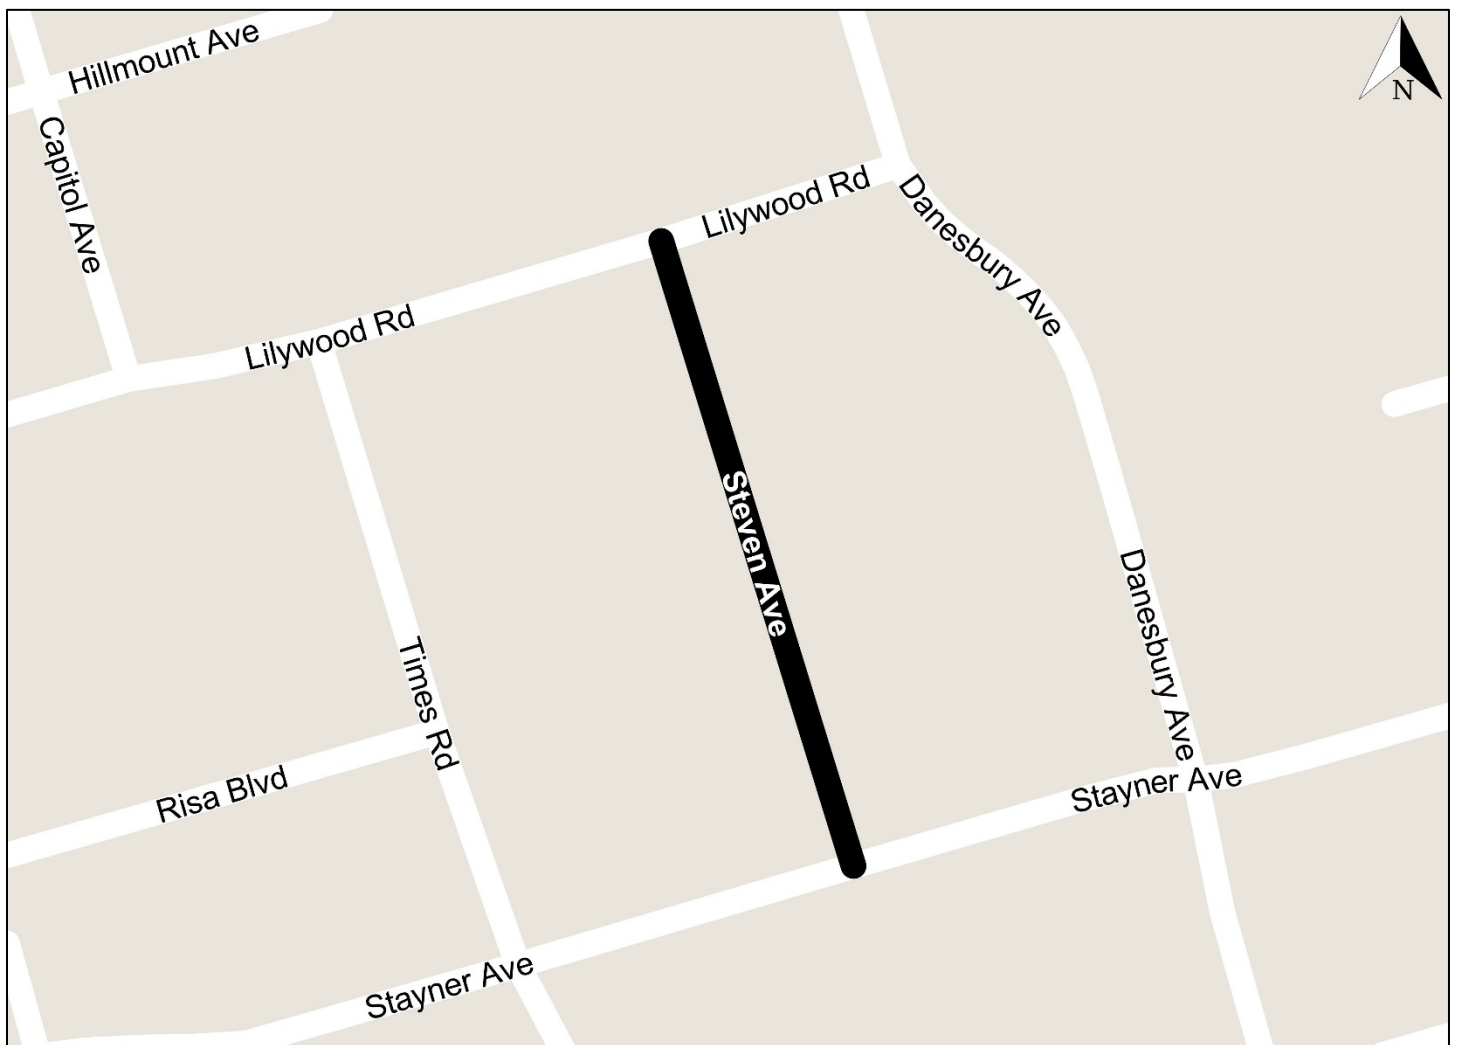 Hillmount Ave
N
Capitol Ave
Lilywood Rd
Danesbury Ave
Lilywood Rd
Steven Ave
Danesbury Ave
Times Rd
Risa Blvd
Stayner Ave
Stayner Ave